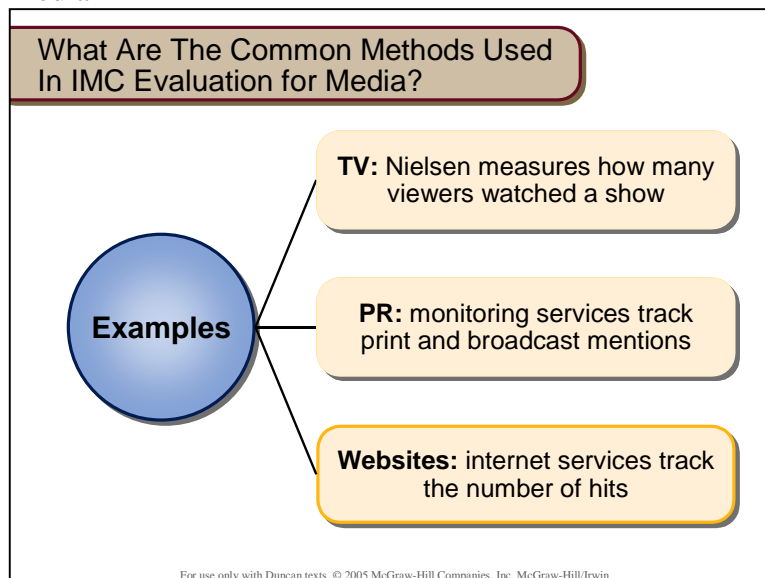 What Are The Common Methods Used
In IMC Evaluation for Media?
TV: Nielsen measures how many
viewers watched a show
Examples
PR: monitoring services track
print and broadcast mentions
Websites: internet services track
the number of hits
For use only with Duncan texts. © 2005 McGraw-Hill Companies, Inc. McGraw-Hill/Irwin